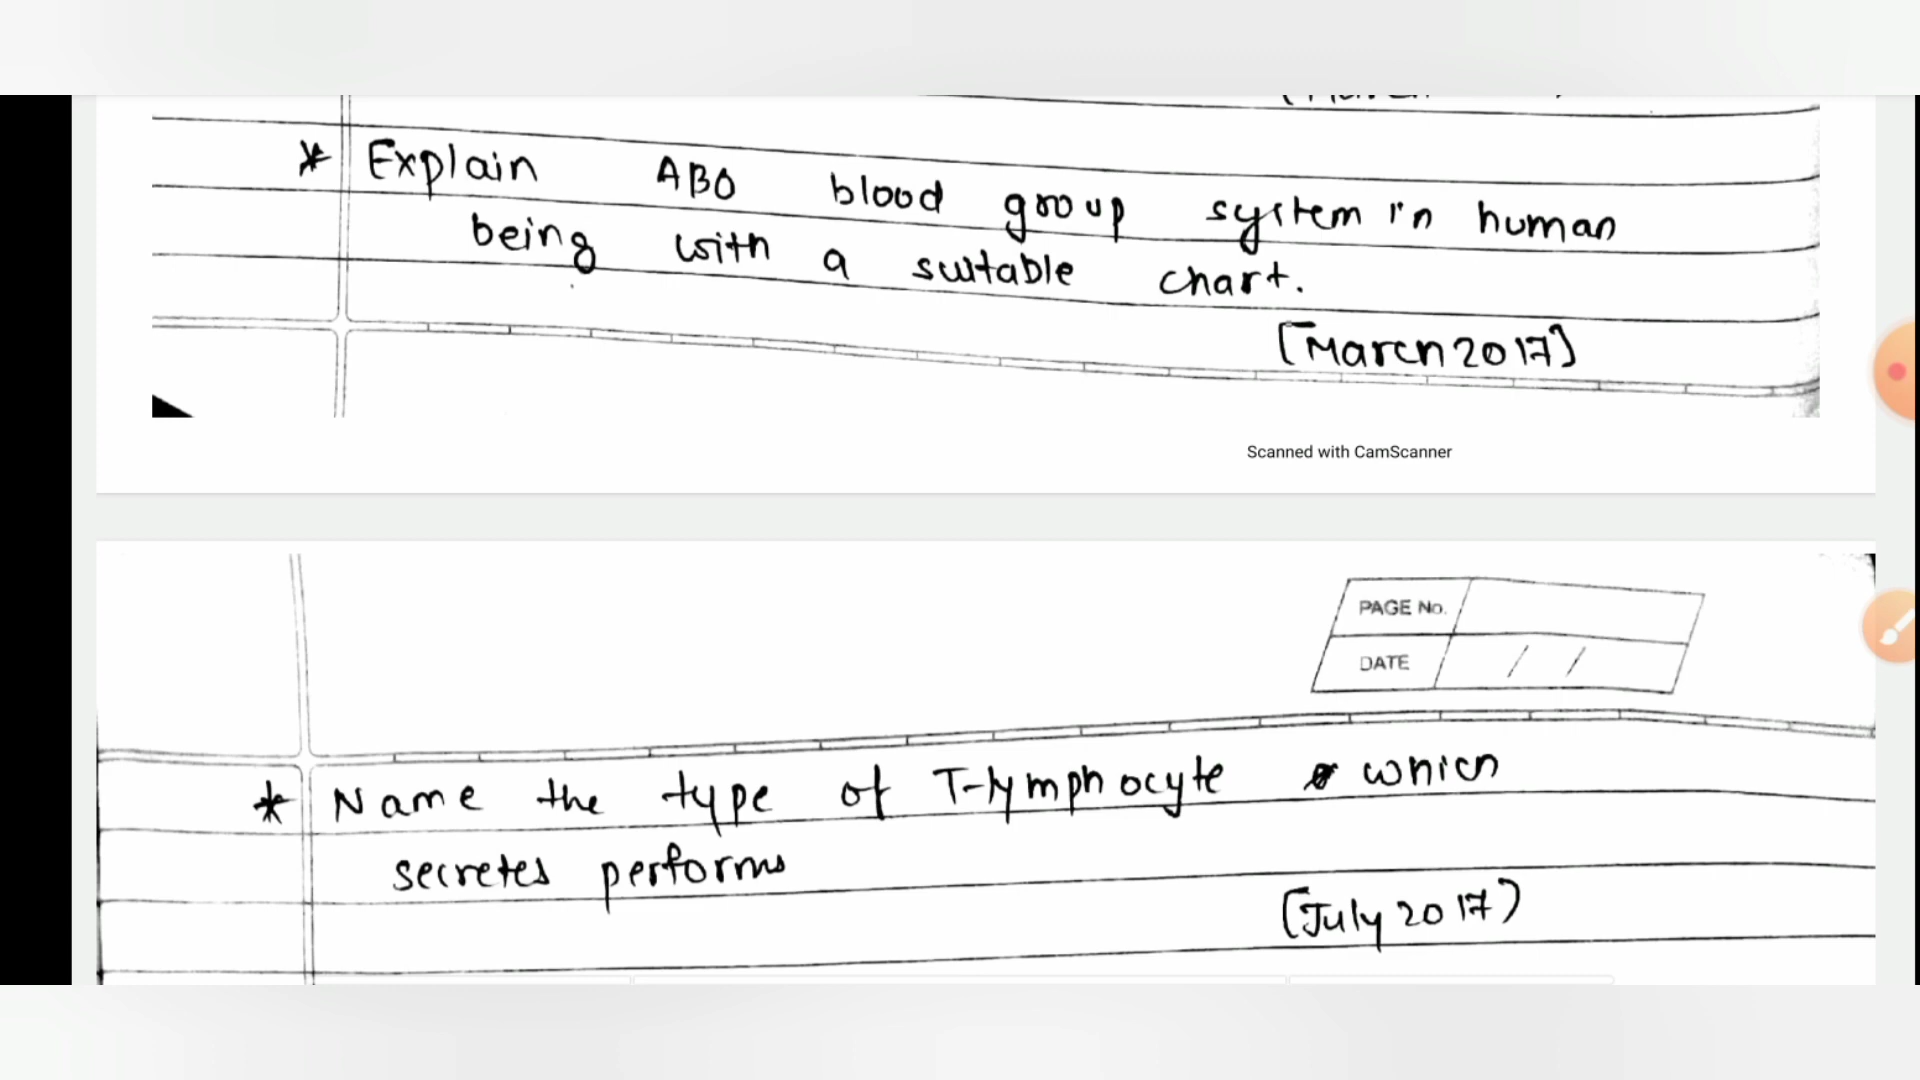 * Explain ABO blood group system in human
being with a suitable chart.
[March 2017]
Scanned with CamScanner
PAGE No.
DATE / /
* Name the type of T-lymphocyte which
secretes performs
(July 2017)